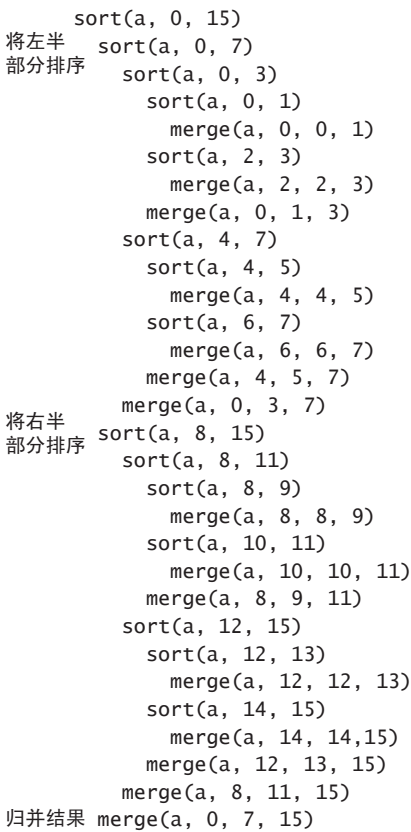 sort(a, 0, 15)
将左半
部分排序
sort(a, 0, 7)
sort(a, 0, 3)
sort(a, 0, 1)
merge(a, 0, 0, 1)
sort(a, 2, 3)
merge(a, 2, 2, 3)
merge(a, 0, 1, 3)
sort(a, 4, 7)
sort(a, 4, 5)
merge(a, 4, 4, 5)
sort(a, 6, 7)
merge(a, 6, 6, 7)
merge(a, 4, 5, 7)
merge(a, 0, 3, 7)
将右半
部分排序
sort(a, 8, 15)
sort(a, 8, 11)
sort(a, 8, 9)
merge(a, 8, 8, 9)
sort(a, 10, 11)
merge(a, 10, 10, 11)
merge(a, 8, 9, 11)
sort(a, 12, 15)
sort(a, 12, 13)
merge(a, 12, 12, 13)
sort(a, 14, 15)
merge(a, 14, 14,15)
merge(a, 12, 13, 15)
merge(a, 8, 11, 15)
归并结果 merge(a, 0, 7, 15)